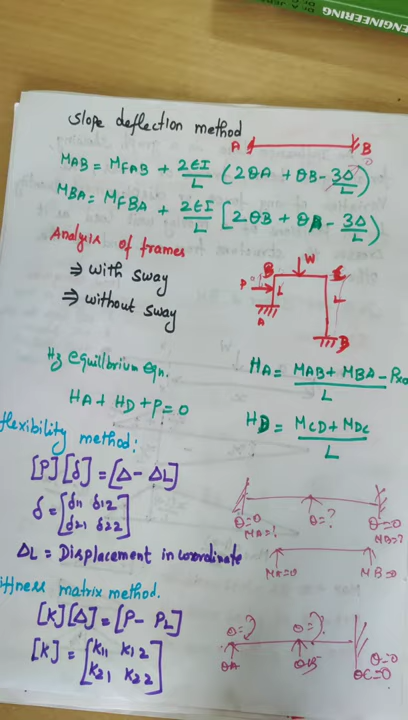 ENGINEERING
slope deflection method
A B
MAB = MFAB + 2EI/L (2θA + θB - 3Δ/L)
MBA = MFBA + 2EI/L [2θB + θA - 3Δ/L]
Analysis of frames
⇒ with sway
⇒ without sway
W
B
P L L
A
Hz equilibrium eqn.
HA + HD + P = 0
HA = MAB + MBA - Px
L
HD = MCD + MDC
L
flexibility method:
[P][δ] = [Δ - ΔL]
δ = [δ11 δ12
δ21 δ22]
ΔL = Displacement in coordinate
θ=0 θ=? θ=0
MA=? MB=?
MA=0 MB=0
iffness matrix method.
[K][Δ] = [P - PL]
[K] = [K11 K12
K21 K22]
θ=? θ=?
θA θB θ=0
θC=0